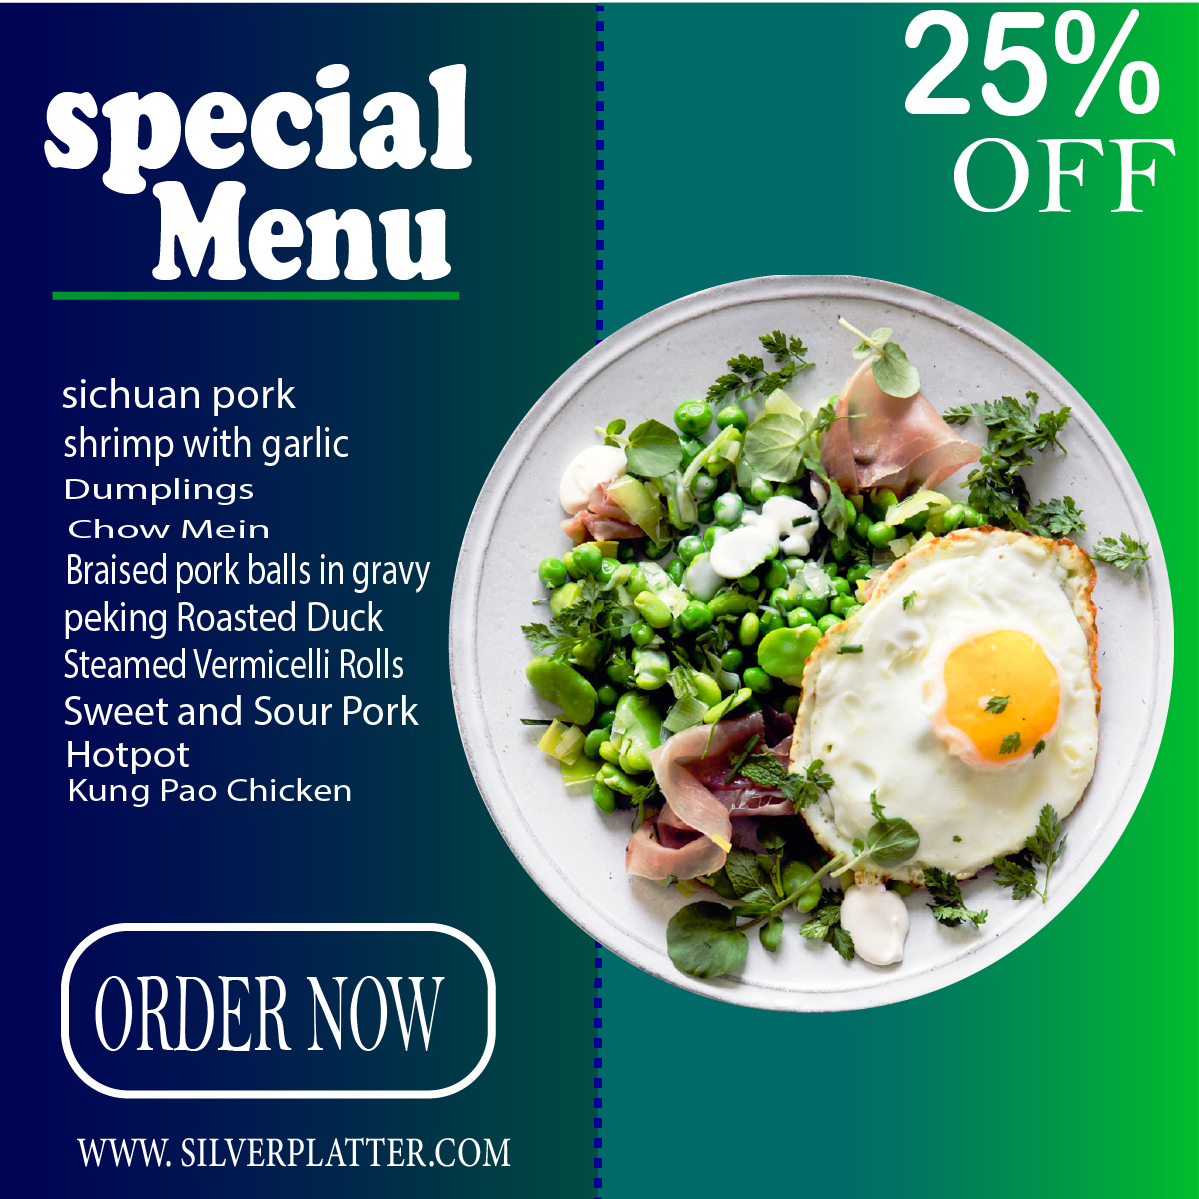 special
Menu
25%
OFF
sichuan pork
shrimp with garlic
Dumplings
Chow Mein
Braised pork balls in gravy
peking Roasted Duck
Steamed Vermicelli Rolls
Sweet and Sour Pork
Hotpot
Kung Pao Chicken
ORDER NOW
WWW. SILVERPLATTER.COM